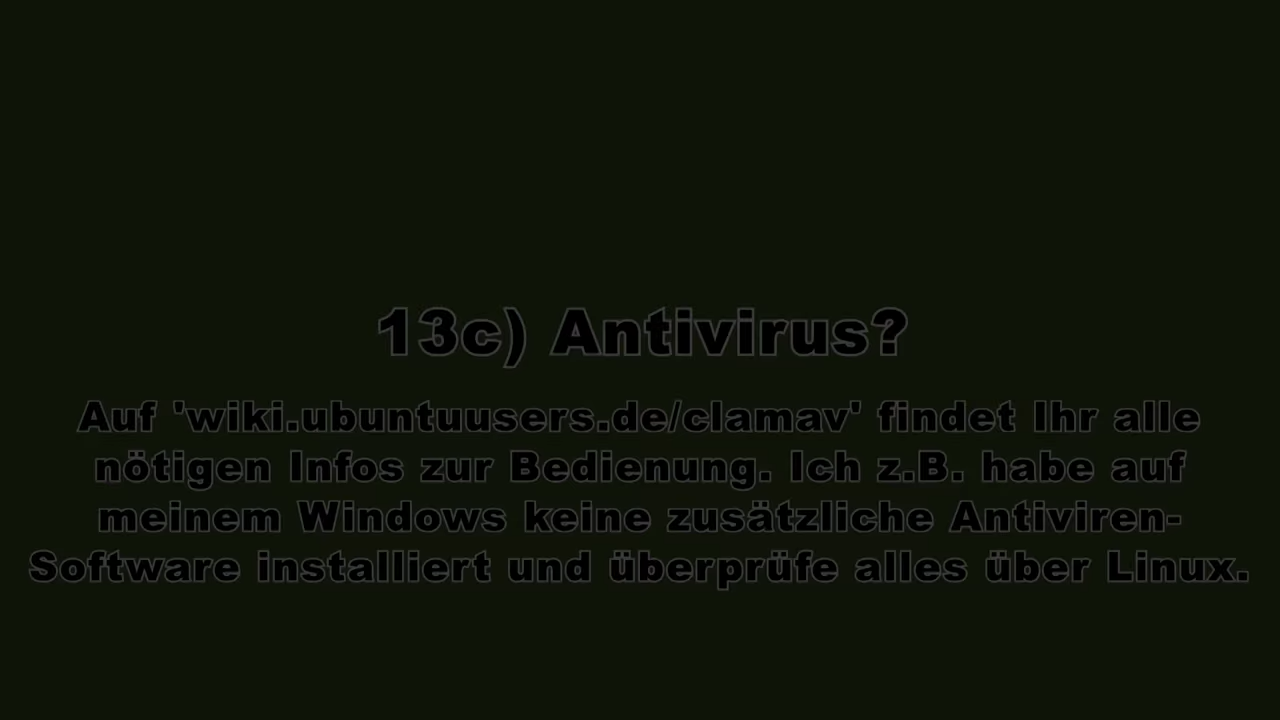 13c) Antivirus?
Auf 'wiki.ubuntuusers.de/clamav' findet Ihr alle
nötigen Infos zur Bedienung. Ich z.B. habe auf
meinem Windows keine zusätzliche Antiviren-
Software installiert und überprüfe alles über Linux.